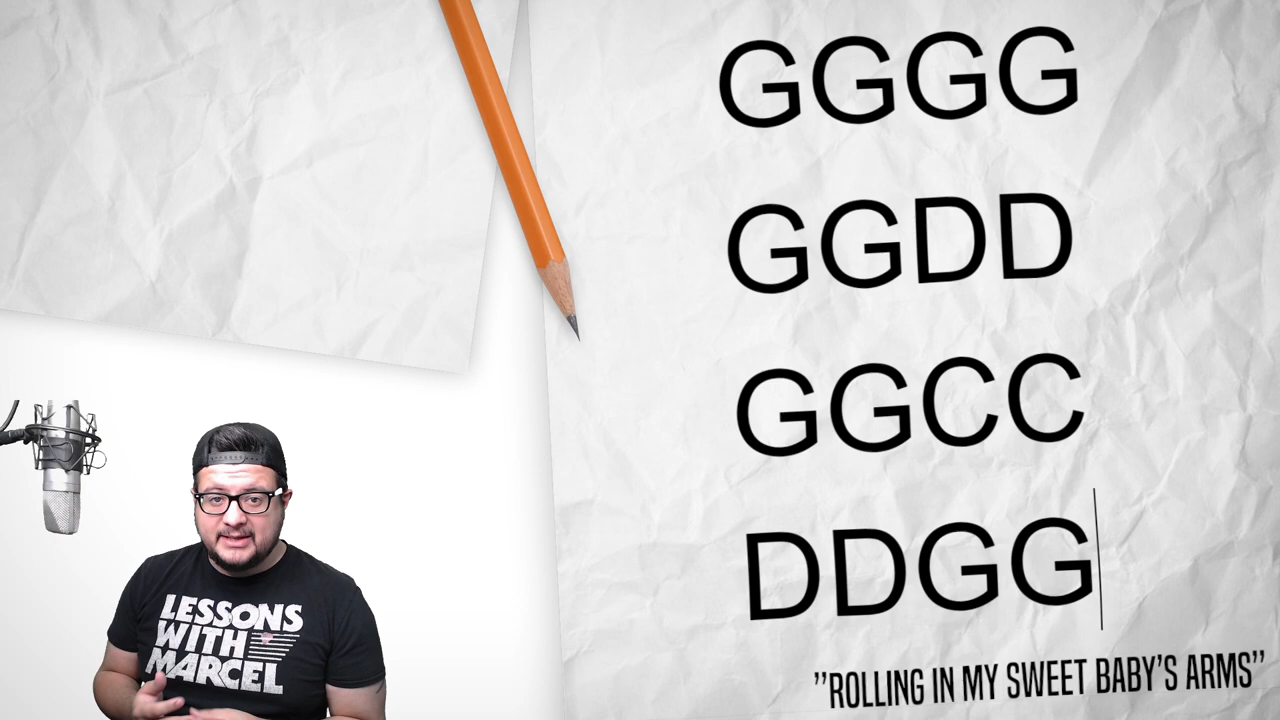 GGGG
GGDD
GGCC
DDGG
"ROLLING IN MY SWEET BABY'S ARMS"
LESSONS
WITH
MARCEL